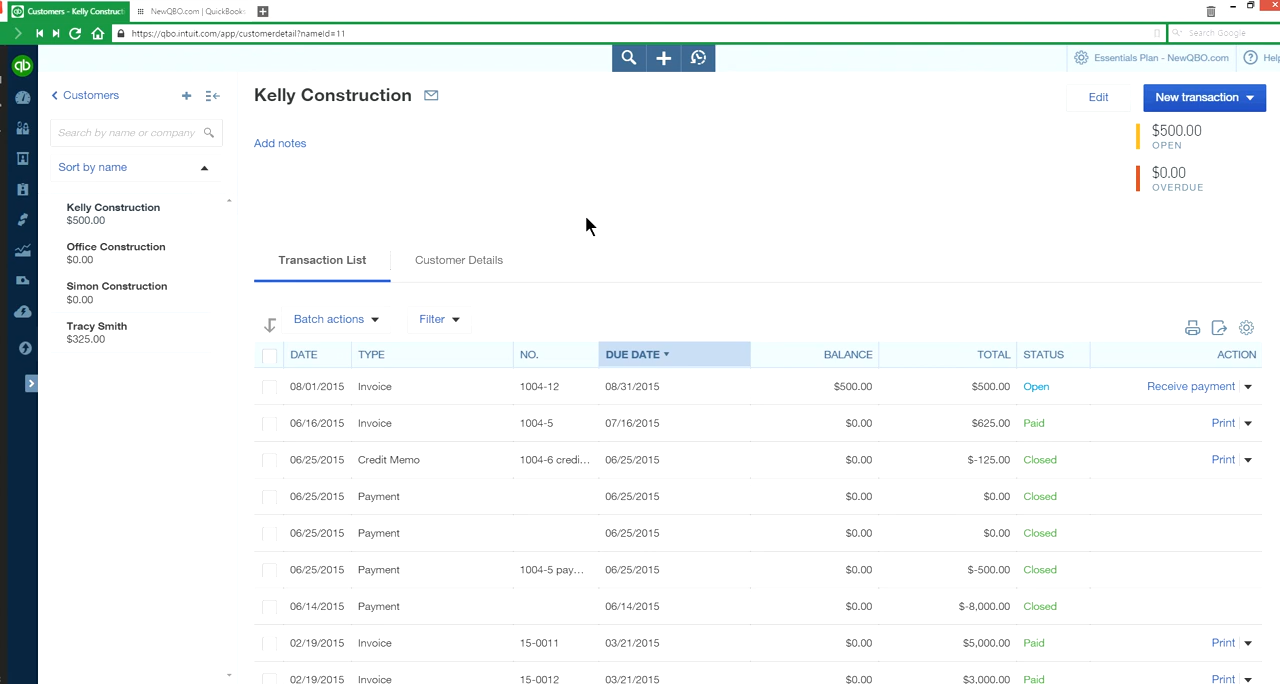 Customers - Kelly Construct
NewQBO.com | QuickBooks
https://qbo.intuit.com/app/customerdetail?nameId=11
Search Google
qb
Essentials Plan - NewQBO.com
Help
Customers
Search by name or company
Sort by name
Kelly Construction
$500.00
Office Construction
$0.00
Simon Construction
$0.00
Tracy Smith
$325.00
Kelly Construction
Edit
New transaction
Add notes
$500.00
OPEN
$0.00
OVERDUE
Transaction List Customer Details
Batch actions Filter
DATE TYPE NO. DUE DATE BALANCE TOTAL STATUS ACTION
08/01/2015 Invoice 1004-12 08/31/2015 $500.00 $500.00 Open Receive payment
06/16/2015 Invoice 1004-5 07/16/2015 $0.00 $625.00 Paid Print
06/25/2015 Credit Memo 1004-6 credi... 06/25/2015 $0.00 $-125.00 Closed Print
06/25/2015 Payment 06/25/2015 $0.00 $0.00 Closed
06/25/2015 Payment 06/25/2015 $0.00 $0.00 Closed
06/25/2015 Payment 1004-5 pay... 06/25/2015 $0.00 $-500.00 Closed
06/14/2015 Payment 06/14/2015 $0.00 $-8,000.00 Closed
02/19/2015 Invoice 15-0011 03/21/2015 $0.00 $5,000.00 Paid Print
02/19/2015 Invoice 15-0012 03/21/2015 $0.00 $3,000.00 Paid Print